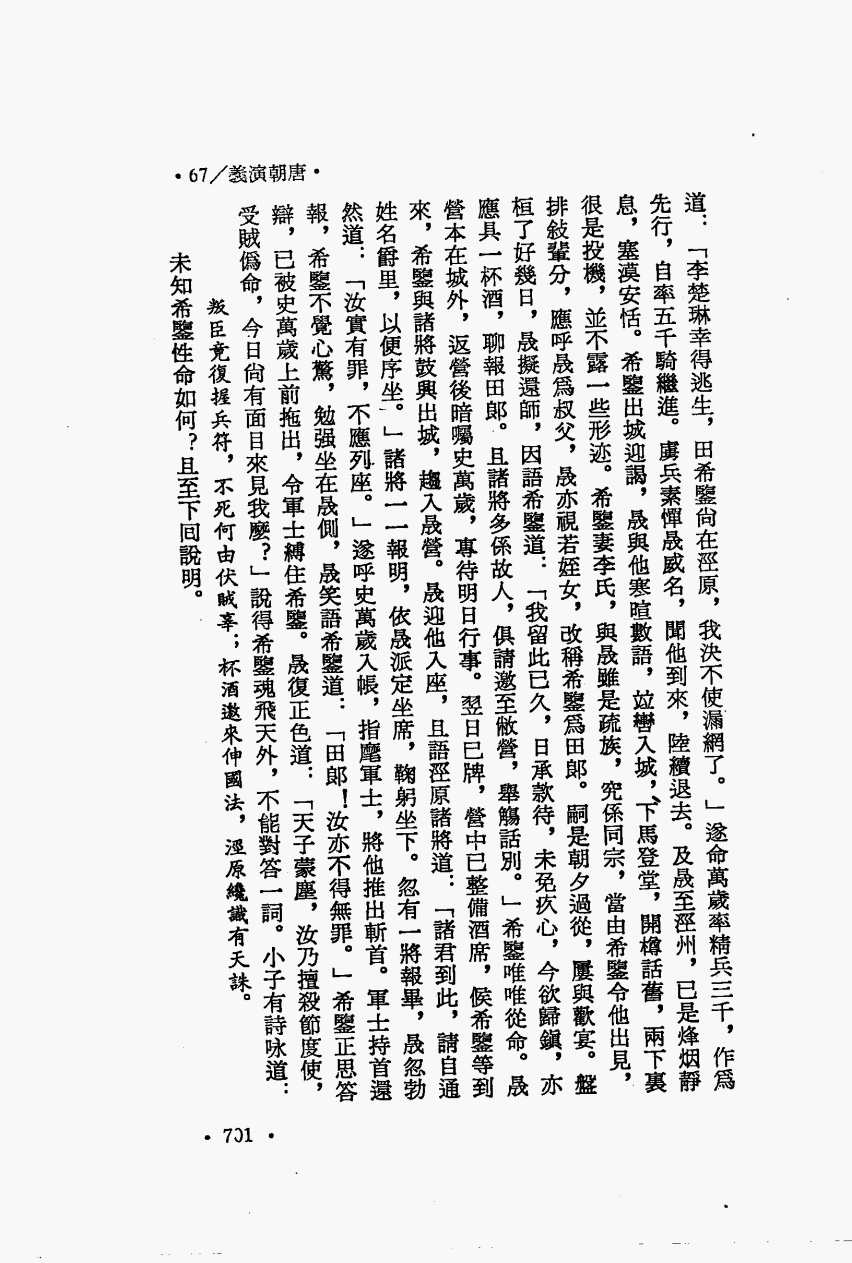 •67／義演朝唐•
道：「李楚琳幸得逃生，田希鑒尙在涇原，我決不使漏網了。」遂命萬歲率精兵三千，作爲
先行，自率五千騎繼進。虜兵素憚晟威名，聞他到來，陸續退去。及晟至涇州，已是烽烟靜
息，塞漠安恬。希鑒出城迎謁，晟與他寒暄數語，竝轡入城，下馬登堂，開樽話舊，兩下裏
很是投機，並不露一些形迹。希鑒妻李氏，與晟雖是疏族，究係同宗，當由希鑒令他出見，
排敍輩分，應呼晟爲叔父，晟亦視若姪女，改稱希鑒爲田郎。嗣是朝夕過從，屢與歡宴。盤
桓了好幾日，晟擬還師，因語希鑒道：「我留此已久，日承款待，未免疚心，今欲歸鎭，亦
應具一杯酒，聊報田郎。且諸將多係故人，俱請邀至敝營，舉觴話別。」希鑒唯唯從命。晟
營本在城外，返營後暗囑史萬歲，專待明日行事。翌日巳牌，營中已整備酒席，候希鑒等到
來，希鑒與諸將鼓興出城，趨入晟營。晟迎他入座，且語涇原諸將道：「諸君到此，請自通
姓名爵里，以便序坐。」諸將一一報明，依晟派定坐席，鞠躬坐下。忽有一將報畢，晟忽勃
然道：「汝實有罪，不應列座。」遂呼史萬歲入帳，指麾軍士，將他推出斬首。軍士持首還
報，希鑒不覺心驚，勉强坐在晟側，晟笑語希鑒道：「田郎！汝亦不得無罪。」希鑒正思答
辯，已被史萬歲上前拖出，令軍士縛住希鑒。晟復正色道：「天子蒙塵，汝乃擅殺節度使，
受賊僞命，今日尙有面目來見我麼？」說得希鑒魂飛天外，不能對答一詞。小子有詩咏道：
叛臣竟復握兵符，不死何由伏賊辜；杯酒邀來伸國法，涇原纔識有天誅。
未知希鑒性命如何？且至下回說明。
•701•